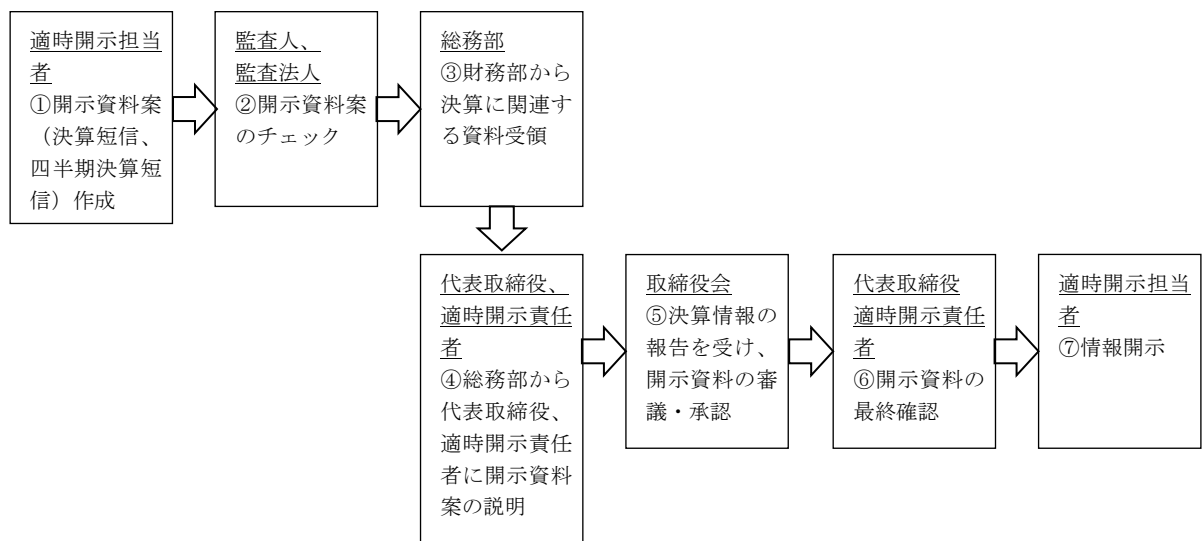 適時開示担当
者
①開示資料案
（決算短信、
四半期決算短
信）作成
監査人、
監査法人
②開示資料案
のチェック
総務部
③財務部から
決算に関連す
る資料受領
代表取締役、
適時開示責任
者
④総務部から
代表取締役、
適時開示責任
者に開示資料
案の説明
取締役会
⑤決算情報の
報告を受け、
開示資料の審
議・承認
代表取締役
適時開示責任
者
⑥開示資料の
最終確認
適時開示担当
者
⑦情報開示